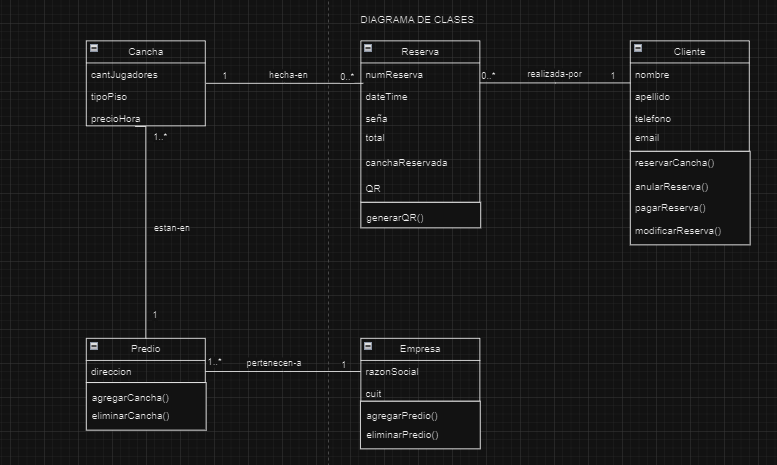 DIAGRAMA DE CLASES
Cancha
cantJugadores
tipoPiso
precioHora
1
hecha-en
0..*
Reserva
numReserva
dateTime
seña
total
canchaReservada
QR
generarQR()
0..*
realizada-por
1
Cliente
nombre
apellido
telefono
email
reservarCancha()
anularReserva()
pagarReserva()
modificarReserva()
1..*
estan-en
1
Predio
direccion
agregarCancha()
eliminarCancha()
1..*
pertenecen-a
1
Empresa
razonSocial
cuit
agregarPredio()
eliminarPredio()